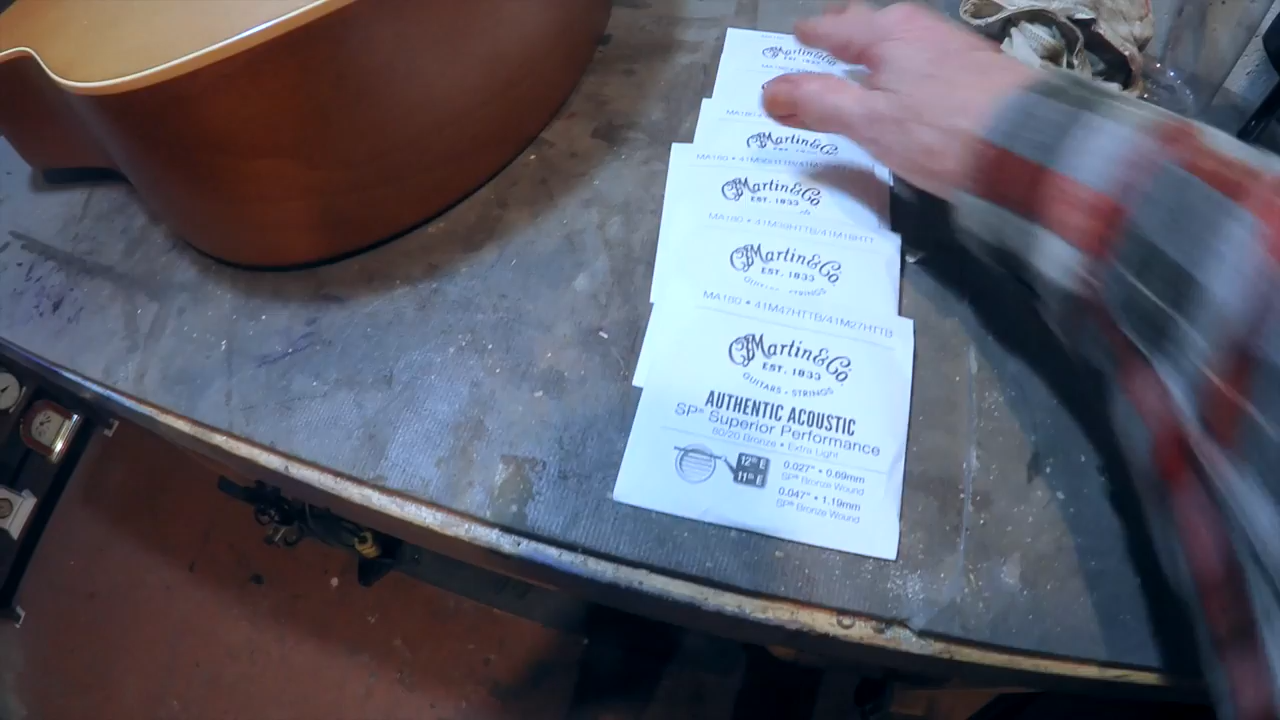 Martin & Co
EST. 1833
Martin & Co
MA180 • 41M
Martin & Co
EST. 1833
MA180 •
Martin & Co
EST. 1833
GUITARS • STRINGS
MA180 • 41M47HTTB/41M27HTTB
Martin & Co
EST. 1833
GUITARS • STRINGS
AUTHENTIC ACOUSTIC
SP® Superior Performance
80/20 Bronze • Extra Light
12th E
11th E
0.027" • 0.69mm
SP® Bronze Wound
0.047" • 1.19mm
SP® Bronze Wound